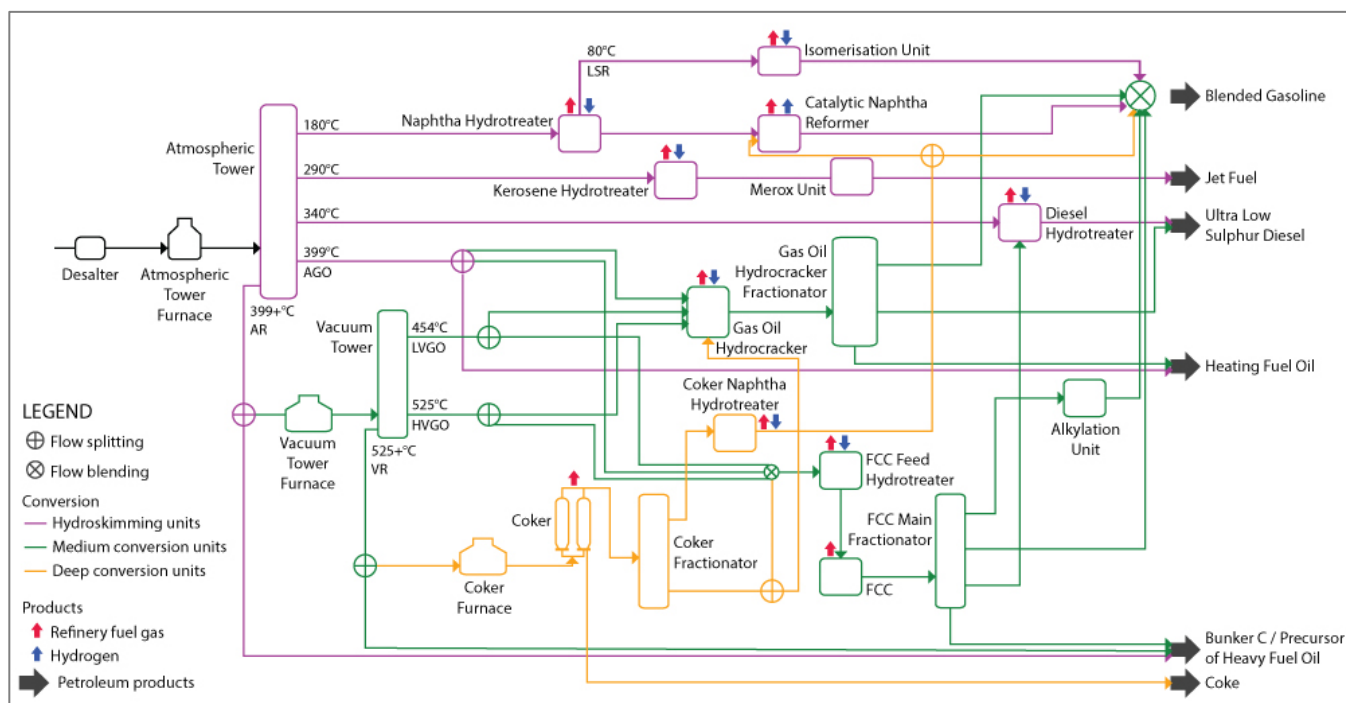 80°C
LSR
Isomerisation Unit
Naphtha Hydrotreater
Catalytic Naphtha
Reformer
Blended Gasoline
Atmospheric
Tower
180°C
290°C
Kerosene Hydrotreater
Merox Unit
Jet Fuel
340°C
Diesel
Hydrotreater
Ultra Low
Sulphur Diesel
399°C
AGO
Desalter
Atmospheric
Tower
Furnace
399+°C
AR
Gas Oil
Hydrocracker
Fractionator
Vacuum
Tower
454°C
LVGO
Gas Oil
Hydrocracker
Heating Fuel Oil
525°C
HVGO
Coker Naphtha
Hydrotreater
Alkylation
Unit
Vacuum
Tower
Furnace
525+°C
VR
FCC Feed
Hydrotreater
Coker
Coker
Fractionator
FCC Main
Fractionator
FCC
Coker
Furnace
Bunker C / Precursor
of Heavy Fuel Oil
Coke
LEGEND
Flow splitting
Flow blending
Conversion
Hydroskimming units
Medium conversion units
Deep conversion units
Products
Refinery fuel gas
Hydrogen
Petroleum products